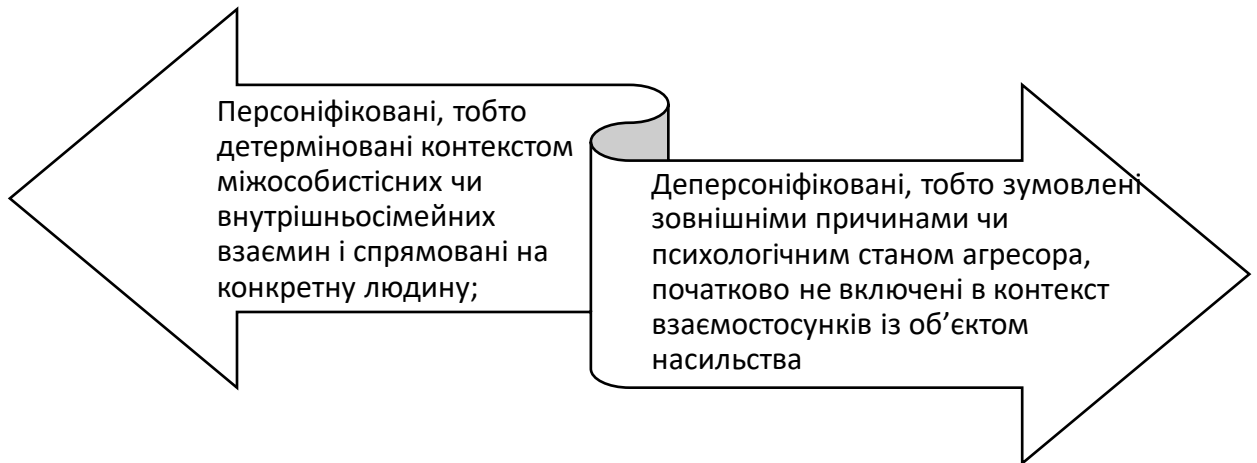 Персоніфіковані, тобто
детерміновані контекстом
міжособистісних чи
внутрішньосімейних
взаємин і спрямовані на
конкретну людину;
Деперсоніфіковані, тобто зумовлені
зовнішніми причинами чи
психологічним станом агресора,
початково не включені в контекст
взаємостосунків із об’єктом
насильства